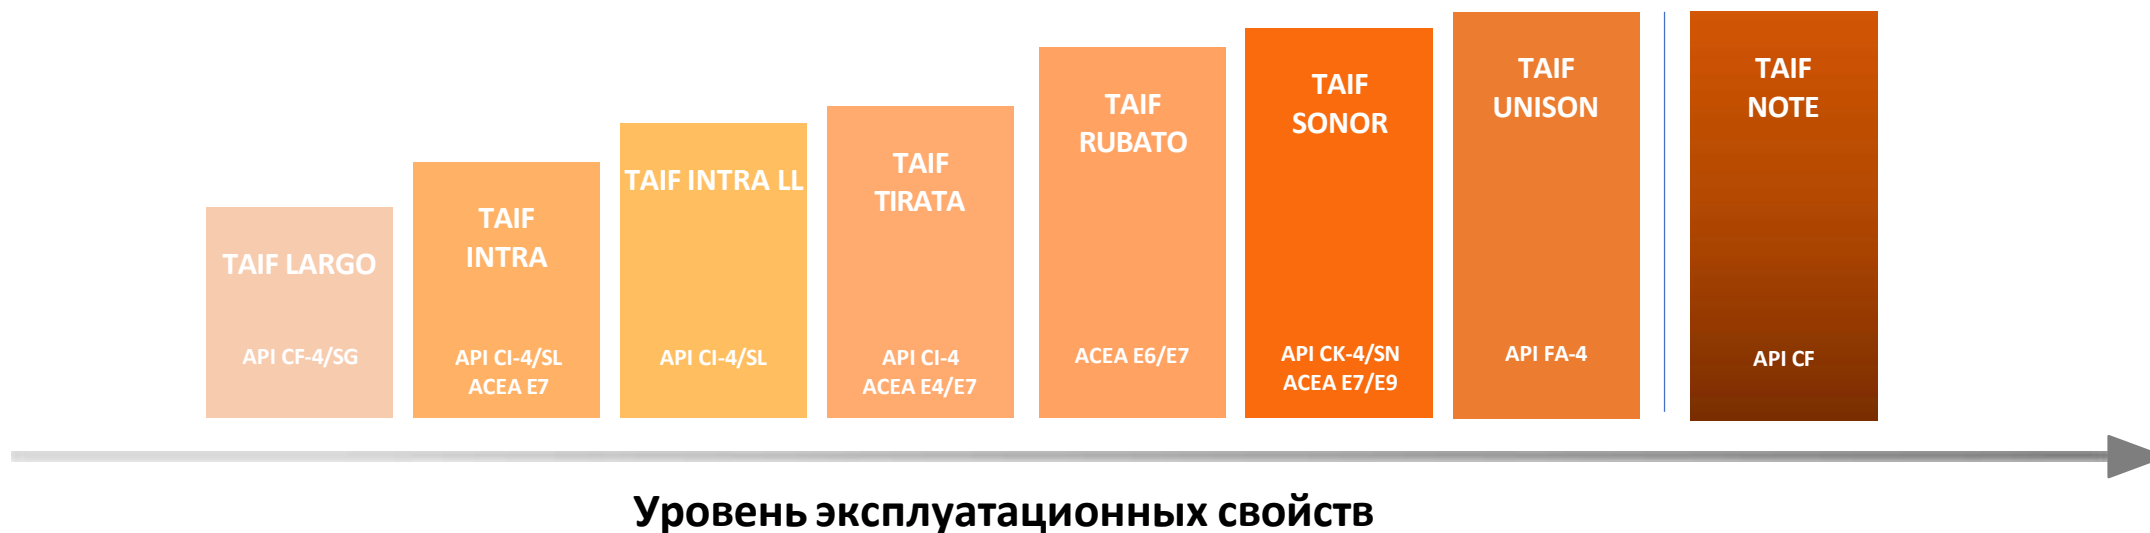 TAIF LARGO
API CF-4/SG
TAIF
INTRA
API CI-4/SL
ACEA E7
TAIF INTRA LL
API CI-4/SL
TAIF
TIRATA
API CI-4
ACEA E4/E7
TAIF
RUBATO
ACEA E6/E7
TAIF
SONOR
API CK-4/SN
ACEA E7/E9
TAIF
UNISON
API FA-4
TAIF
NOTE
API CF
Уровень эксплуатационных свойств